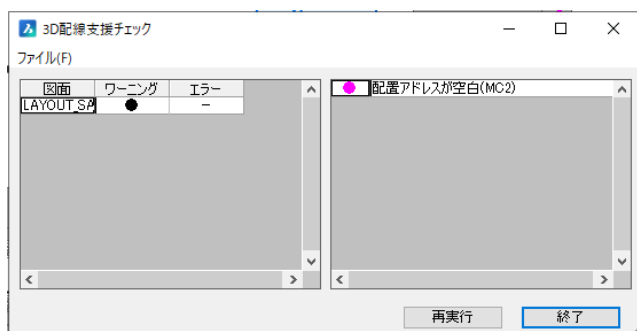 3D配線支援チェック
ファイル(F)
図面 ワーニング エラー
LAYOUT_SA ● −
● 配置アドレスが空白(MC2)
再実行 終了